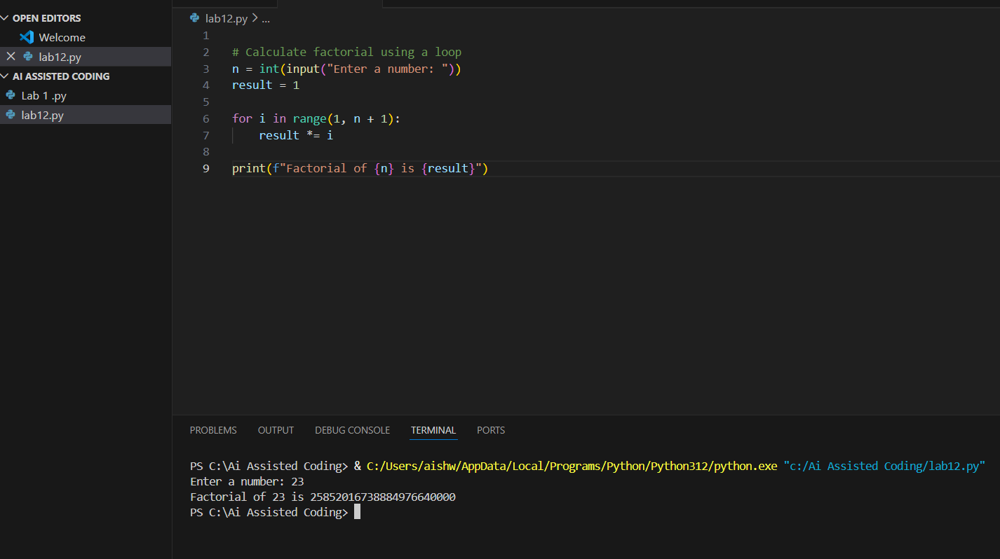 OPEN EDITORS
Welcome
lab12.py
AI ASSISTED CODING
Lab 1 .py
lab12.py
lab12.py > ...
1
2 # Calculate factorial using a loop
3 n = int(input("Enter a number: "))
4 result = 1
5
6 for i in range(1, n + 1):
7     result *= i
8
9 print(f"Factorial of {n} is {result}")
PROBLEMS OUTPUT DEBUG CONSOLE TERMINAL PORTS
PS C:\Ai Assisted Coding> & C:/Users/aishw/AppData/Local/Programs/Python/Python312/python.exe "c:/Ai Assisted Coding/lab12.py"
Enter a number: 23
Factorial of 23 is 25852016738884976640000
PS C:\Ai Assisted Coding>